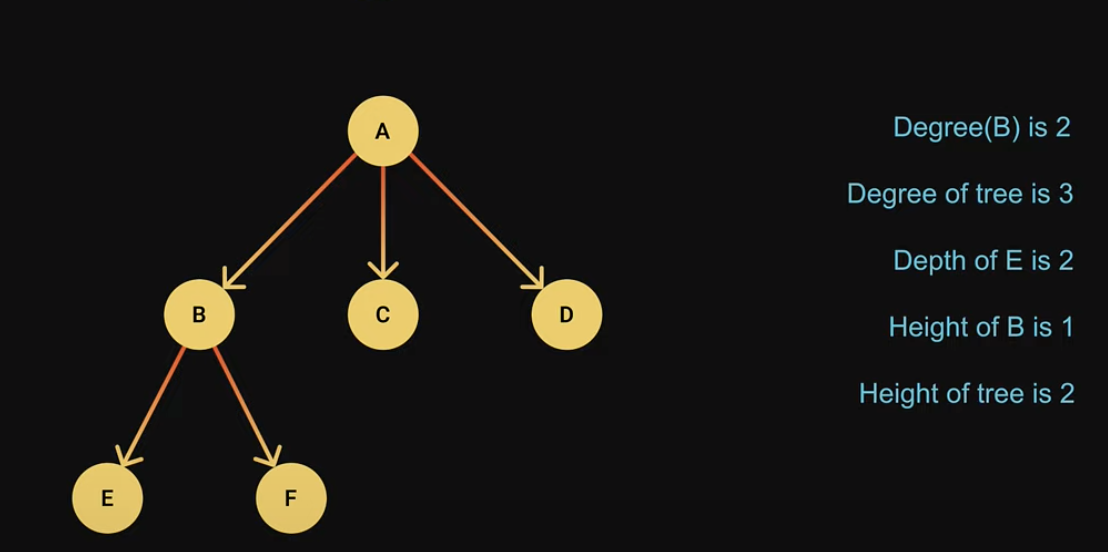 A
Degree(B) is 2
Degree of tree is 3
Depth of E is 2
B
C
D
Height of B is 1
Height of tree is 2
E
F